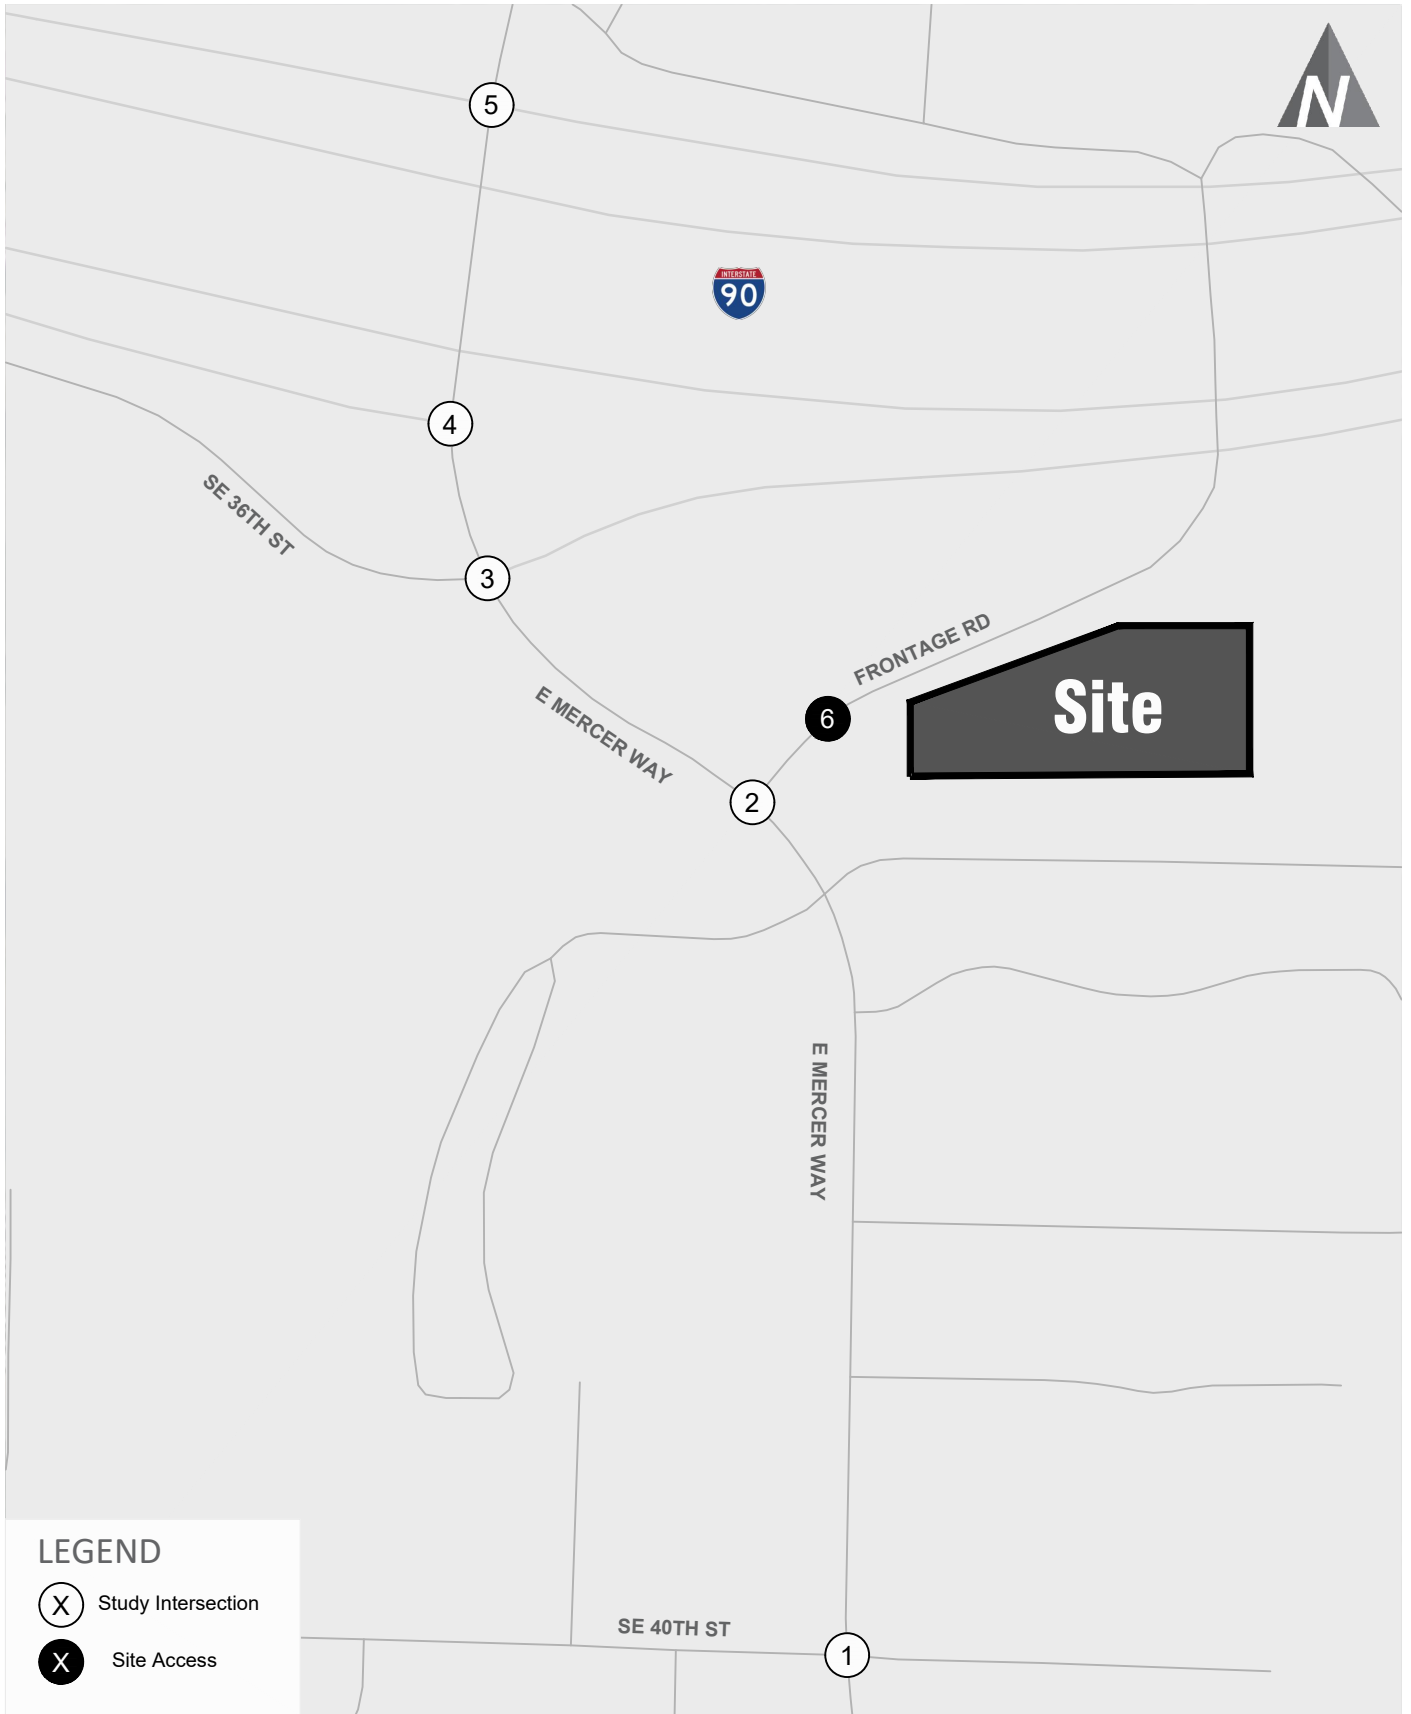 5
N
INTERSTATE
90
4
SE 36TH ST
3
FRONTAGE RD
E MERCER WAY
6
Site
2
E MERCER WAY
LEGEND
X Study Intersection
X Site Access
SE 40TH ST
1